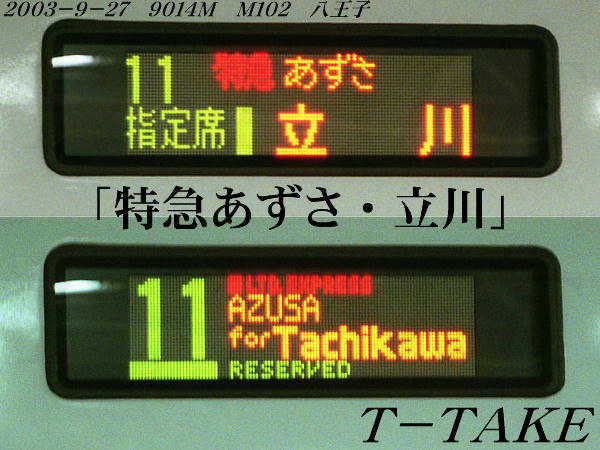 2003-9-27 9014M M102 八王子
11 特急 あずさ
指定席 立川
「特急あずさ・立川」
11 LTD. EXPRESS
AZUSA
for Tachikawa
RESERVED
T-TAKE